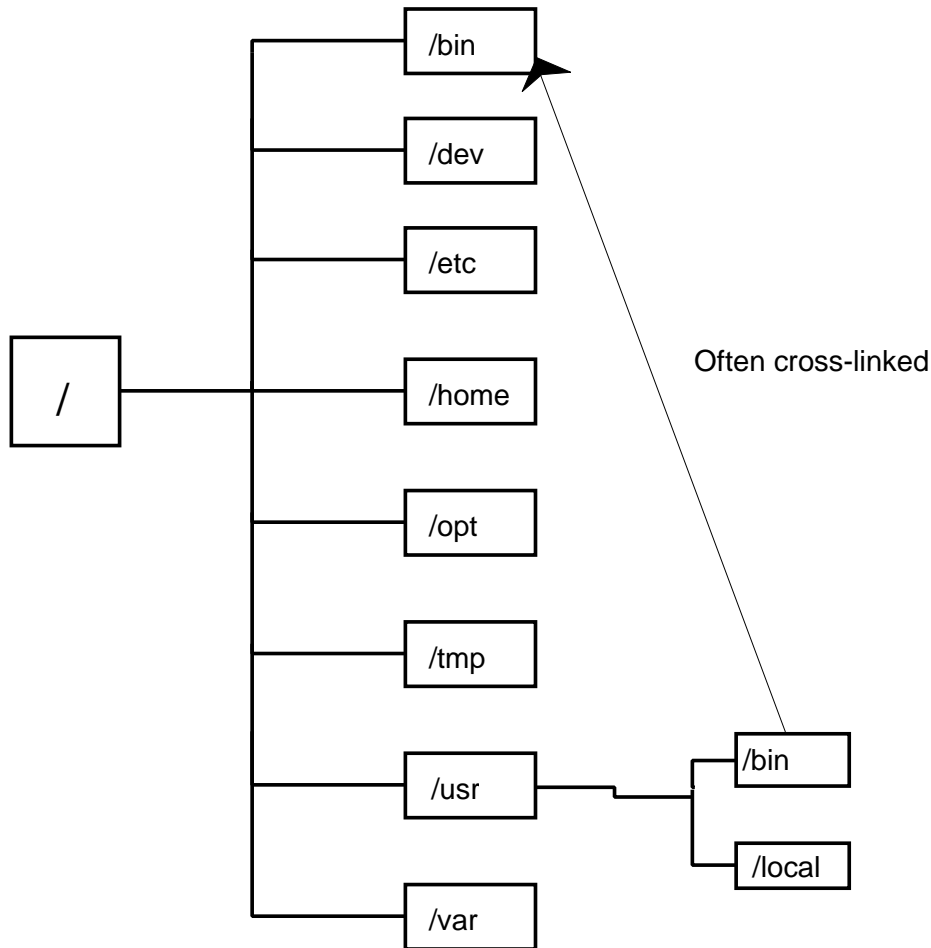 /bin
/dev
/etc
/
/home
Often cross-linked
/opt
/tmp
/usr
/bin
/local
/var